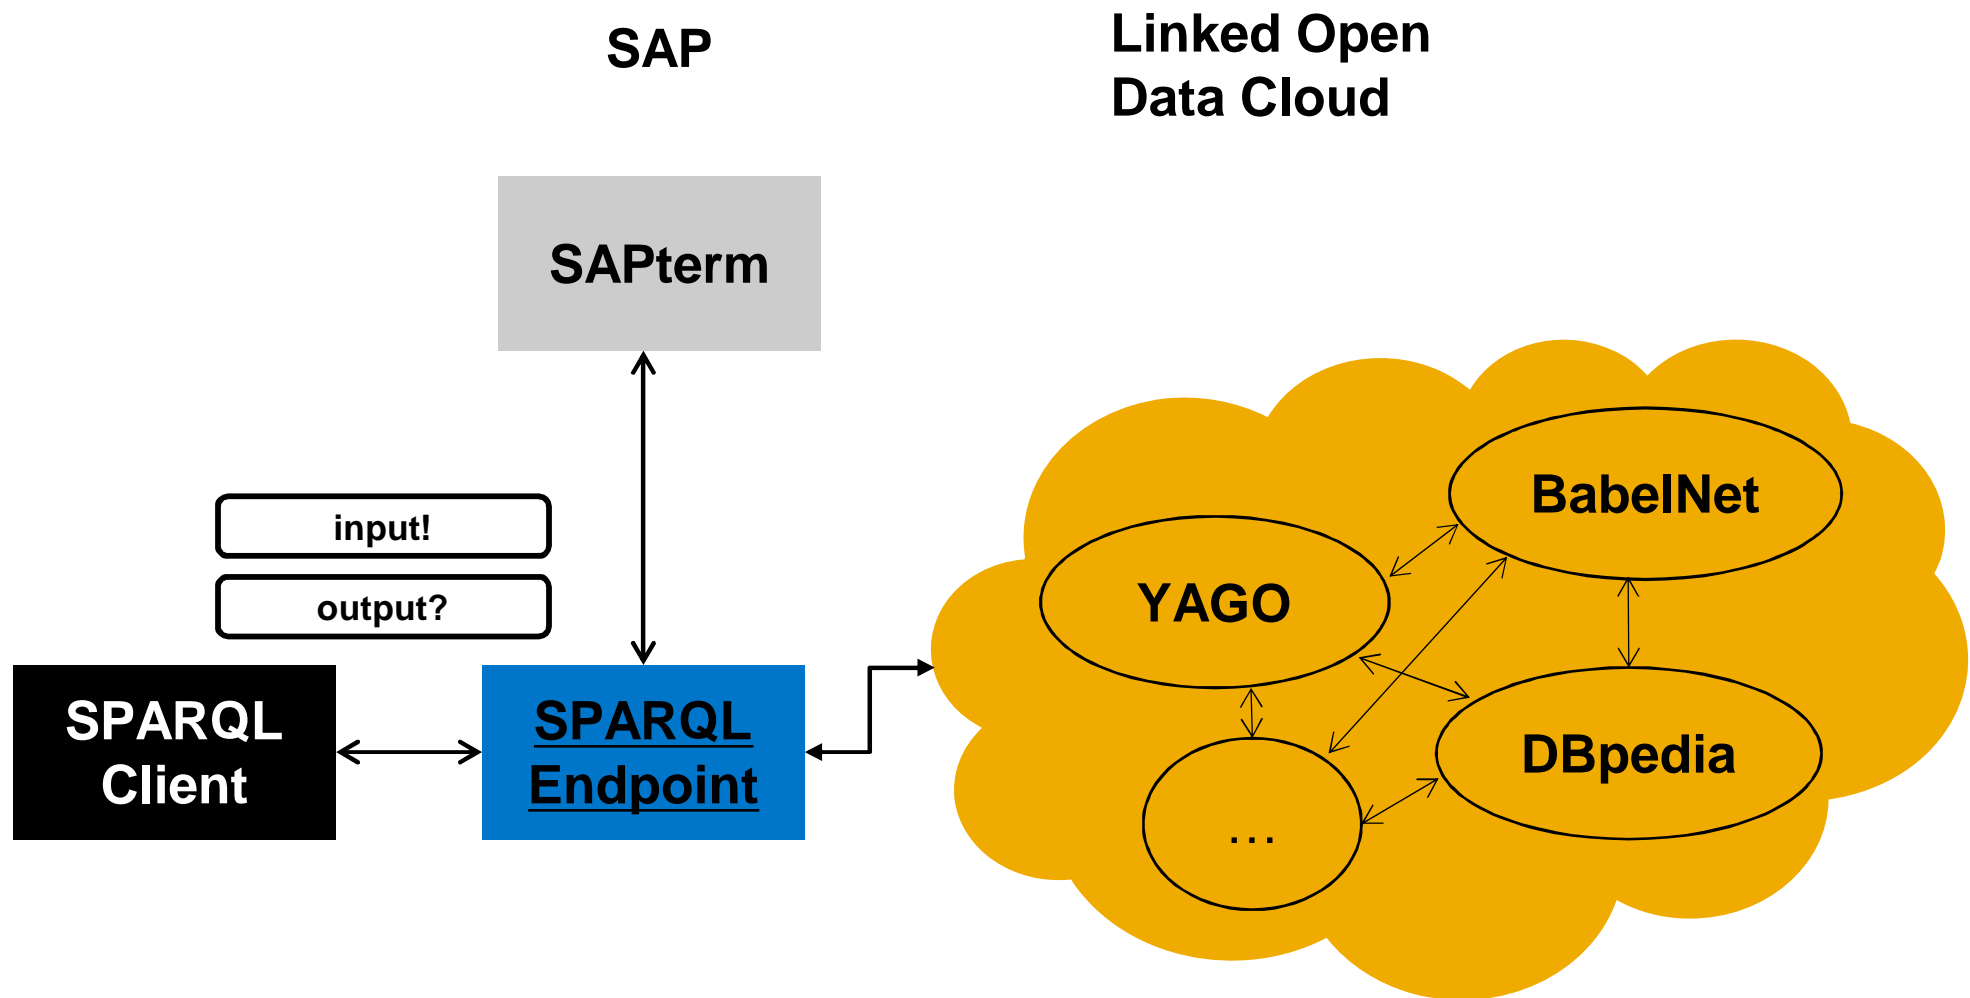 SAP
Linked Open
Data Cloud
SAPterm
input!
output?
SPARQL
Client
SPARQL
Endpoint
BabelNet
YAGO
DBpedia
…